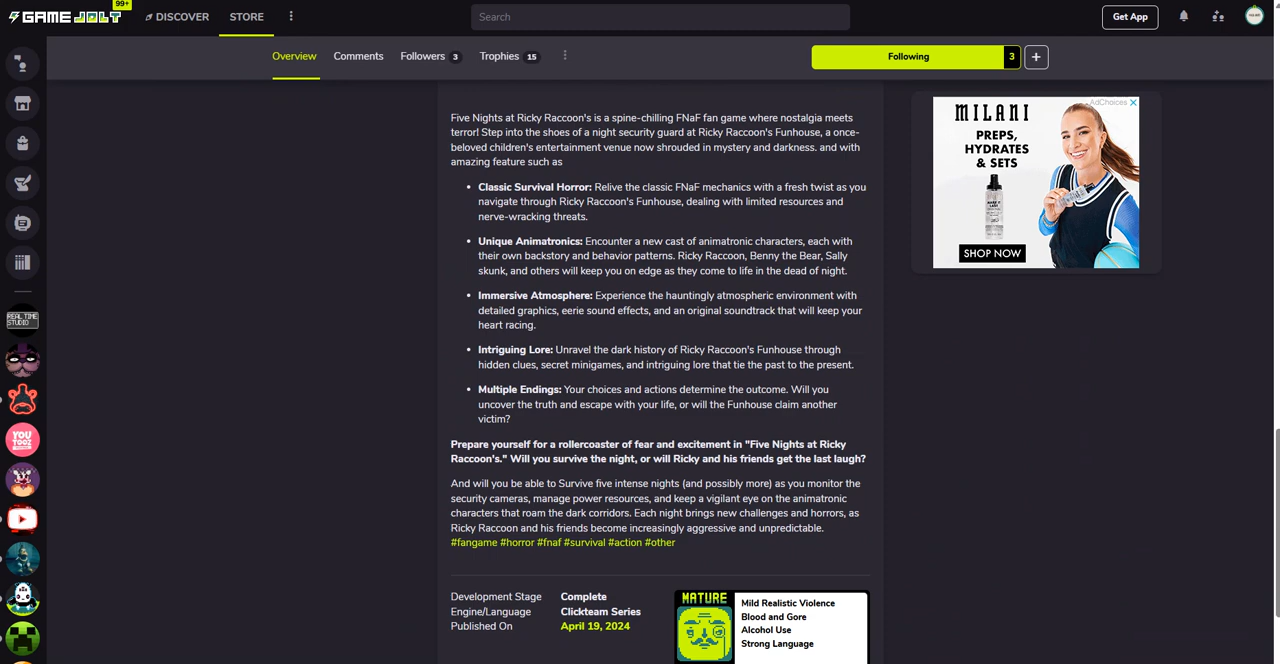 99+
GAME JOLT
DISCOVER
STORE
Search
Get App
Overview
Comments
Followers 3
Trophies 15
Following
3
Five Nights at Ricky Raccoon's is a spine-chilling FNaF fan game where nostalgia meets
terror! Step into the shoes of a night security guard at Ricky Raccoon's Funhouse, a once-
beloved children's entertainment venue now shrouded in mystery and darkness. and with
amazing feature such as
Classic Survival Horror: Relive the classic FNaF mechanics with a fresh twist as you
navigate through Ricky Raccoon's Funhouse, dealing with limited resources and
nerve-wracking threats.
Unique Animatronics: Encounter a new cast of animatronic characters, each with
their own backstory and behavior patterns. Ricky Raccoon, Benny the Bear, Sally
skunk, and others will keep you on edge as they come to life in the dead of night.
Immersive Atmosphere: Experience the hauntingly atmospheric environment with
detailed graphics, eerie sound effects, and an original soundtrack that will keep your
heart racing.
Intriguing Lore: Unravel the dark history of Ricky Raccoon's Funhouse through
hidden clues, secret minigames, and intriguing lore that tie the past to the present.
Multiple Endings: Your choices and actions determine the outcome. Will you
uncover the truth and escape with your life, or will the Funhouse claim another
victim?
Prepare yourself for a rollercoaster of fear and excitement in "Five Nights at Ricky
Raccoon's." Will you survive the night, or will Ricky and his friends get the last laugh?
And will you be able to Survive five intense nights (and possibly more) as you monitor the
security cameras, manage power resources, and keep a vigilant eye on the animatronic
characters that roam the dark corridors. Each night brings new challenges and horrors, as
Ricky Raccoon and his friends become increasingly aggressive and unpredictable.
#fangame #horror #fnaf #survival #action #other
Development Stage Complete
Engine/Language Clickteam Series
Published On April 19, 2024
MATURE
Mild Realistic Violence
Blood and Gore
Alcohol Use
Strong Language
AdChoices
MILANI
PREPS,
HYDRATES
& SETS
SHOP NOW
REAL TIME
STUDIO
YOU
TOOZ